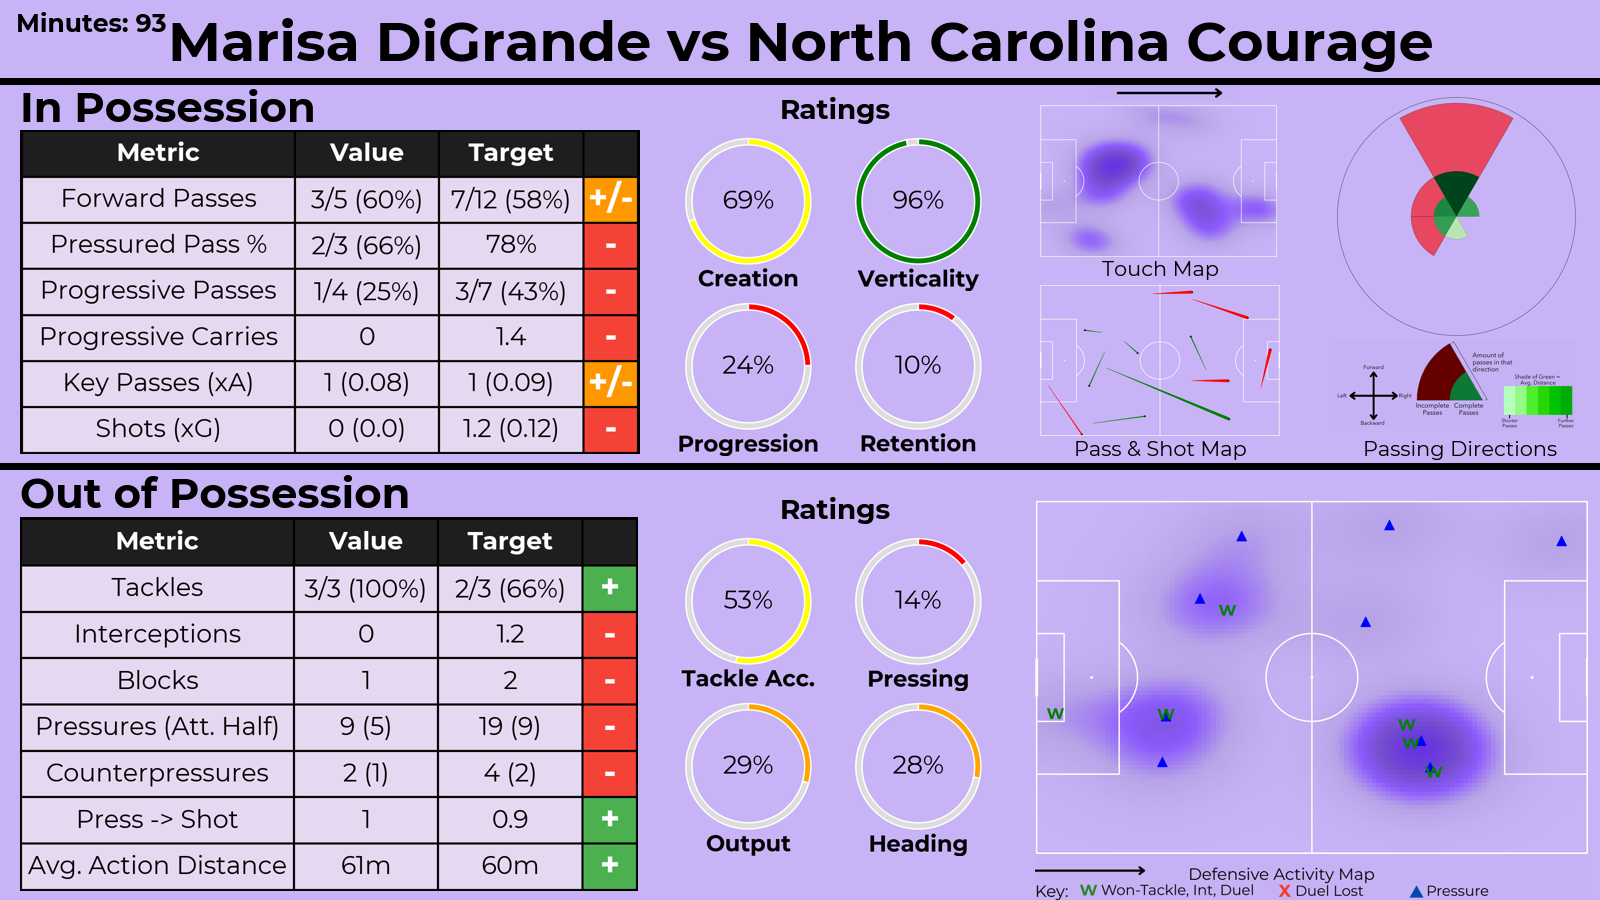 Minutes: 93
Marisa DiGrande vs North Carolina Courage
In Possession
Metric Value Target
Forward Passes 3/5 (60%) 7/12 (58%) +/-
Pressured Pass % 2/3 (66%) 78% -
Progressive Passes 1/4 (25%) 3/7 (43%) -
Progressive Carries 0 1.4 -
Key Passes (xA) 1 (0.08) 1 (0.09) +/-
Shots (xG) 0 (0.0) 1.2 (0.12) -
Ratings
69% 96%
Creation Verticality
24% 10%
Progression Retention
Touch Map
Pass & Shot Map
Forward
Left Right
Backward
Amount of
passes in that
direction
Incomplete
Passes
Complete
Passes
Shade of Green =
Avg. Distance
Shorter
Passes
Further
Passes
Passing Directions
Out of Possession
Metric Value Target
Tackles 3/3 (100%) 2/3 (66%) +
Interceptions 0 1.2 -
Blocks 1 2 -
Pressures (Att. Half) 9 (5) 19 (9) -
Counterpressures 2 (1) 4 (2) -
Press -> Shot 1 0.9 +
Avg. Action Distance 61m 60m +
Ratings
53% 14%
Tackle Acc. Pressing
29% 28%
Output Heading
W
W W
W
W
W
Defensive Activity Map
Key: W Won-Tackle, Int, Duel X Duel Lost Pressure